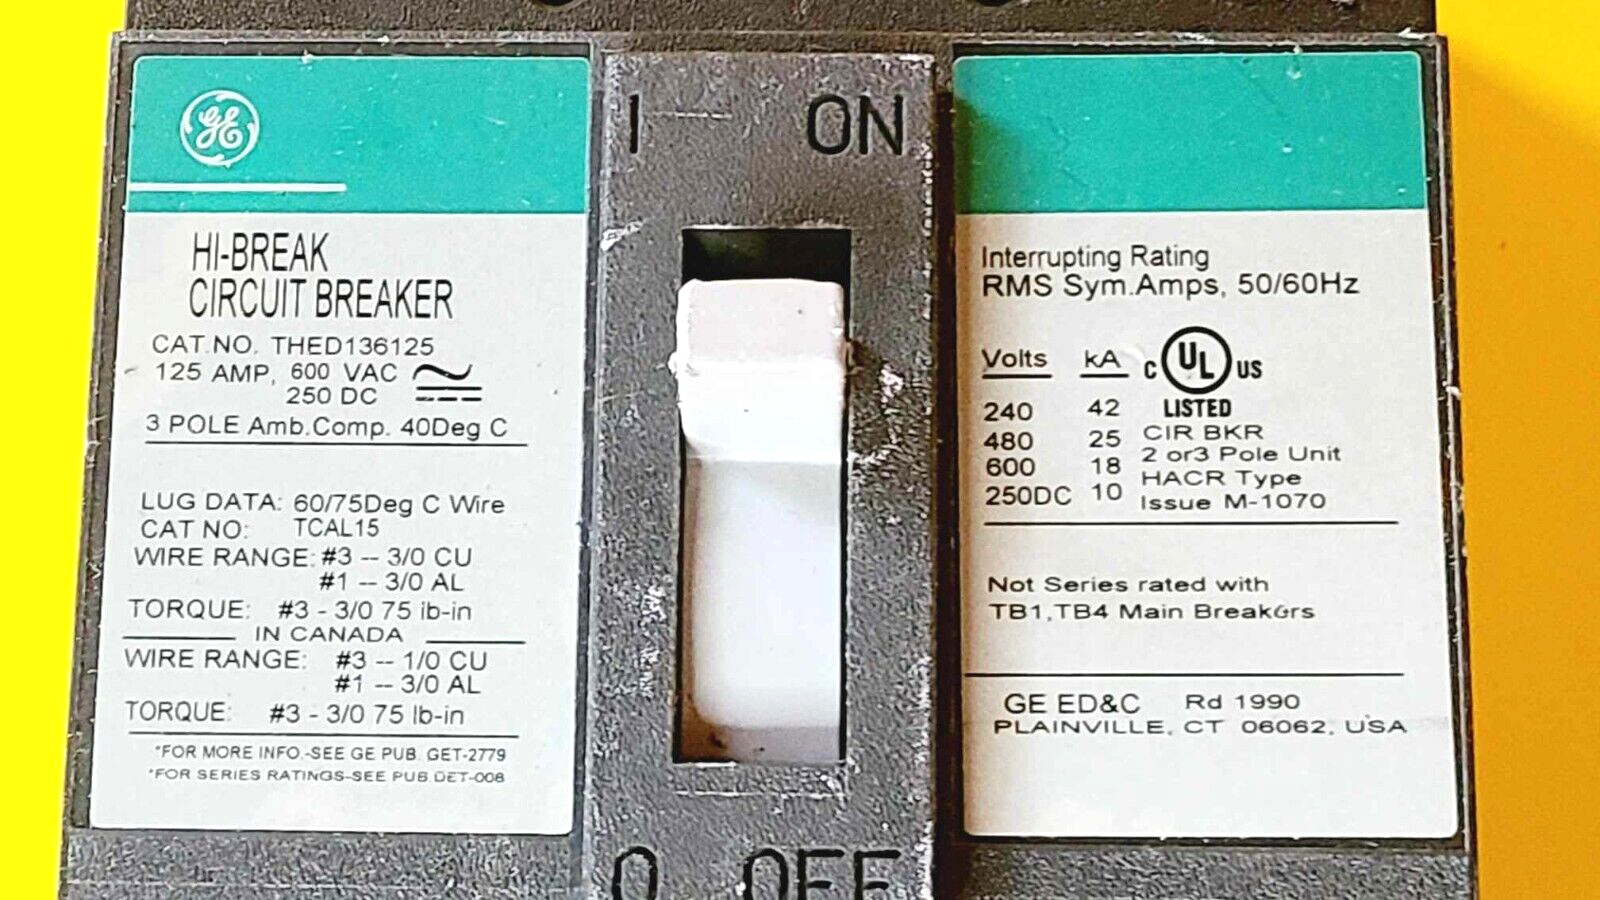 GE
HI-BREAK
CIRCUIT BREAKER
CAT.NO. THED136125
125 AMP, 600 VAC
250 DC
3 POLE Amb.Comp. 40Deg C
LUG DATA: 60/75Deg C Wire
CAT NO: TCAL15
WIRE RANGE: #3 -- 3/0 CU
#1 -- 3/0 AL
TORQUE: #3 - 3/0 75 ib-in
IN CANADA
WIRE RANGE: #3 -- 1/0 CU
#1 -- 3/0 AL
TORQUE: #3 - 3/0 75 lb-in
*FOR MORE INFO.-SEE GE PUB. GET-2779
*FOR SERIES RATINGS-SEE PUB.DET-008
I ON
O OFF
Interrupting Rating
RMS Sym.Amps, 50/60Hz
Volts kA
240 42
480 25
600 18
250DC 10
C UL US
LISTED
CIR BKR
2 or3 Pole Unit
HACR Type
Issue M-1070
Not Series rated with
TB1,TB4 Main Breakers
GE ED&C Rd 1990
PLAINVILLE, CT 06062, USA